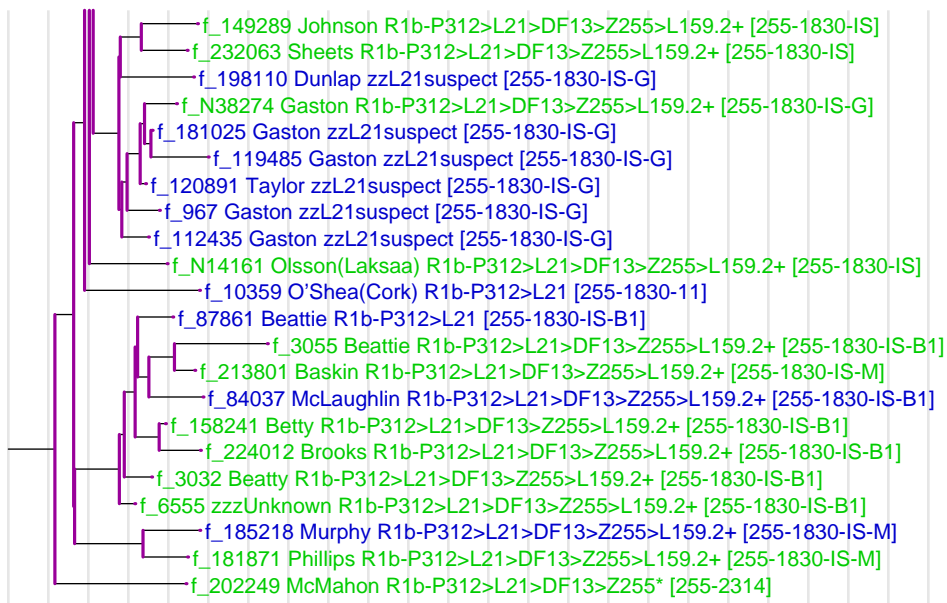 f_149289 Johnson R1b-P312>L21>DF13>Z255>L159.2+ [255-1830-IS]
f_232063 Sheets R1b-P312>L21>DF13>Z255>L159.2+ [255-1830-IS]
f_198110 Dunlap zzL21suspect [255-1830-IS-G]
f_N38274 Gaston R1b-P312>L21>DF13>Z255>L159.2+ [255-1830-IS-G]
f_181025 Gaston zzL21suspect [255-1830-IS-G]
f_119485 Gaston zzL21suspect [255-1830-IS-G]
f_120891 Taylor zzL21suspect [255-1830-IS-G]
f_967 Gaston zzL21suspect [255-1830-IS-G]
f_112435 Gaston zzL21suspect [255-1830-IS-G]
f_N14161 Olsson(Laksaa) R1b-P312>L21>DF13>Z255>L159.2+ [255-1830-IS]
f_10359 O'Shea(Cork) R1b-P312>L21 [255-1830-11]
f_87861 Beattie R1b-P312>L21 [255-1830-IS-B1]
f_3055 Beattie R1b-P312>L21>DF13>Z255>L159.2+ [255-1830-IS-B1]
f_213801 Baskin R1b-P312>L21>DF13>Z255>L159.2+ [255-1830-IS-M]
f_84037 McLaughlin R1b-P312>L21>DF13>Z255>L159.2+ [255-1830-IS-B1]
f_158241 Betty R1b-P312>L21>DF13>Z255>L159.2+ [255-1830-IS-B1]
f_224012 Brooks R1b-P312>L21>DF13>Z255>L159.2+ [255-1830-IS-B1]
f_3032 Beatty R1b-P312>L21>DF13>Z255>L159.2+ [255-1830-IS-B1]
f_6555 zzzUnknown R1b-P312>L21>DF13>Z255>L159.2+ [255-1830-IS-B1]
f_185218 Murphy R1b-P312>L21>DF13>Z255>L159.2+ [255-1830-IS-M]
f_181871 Phillips R1b-P312>L21>DF13>Z255>L159.2+ [255-1830-IS-M]
f_202249 McMahon R1b-P312>L21>DF13>Z255* [255-2314]